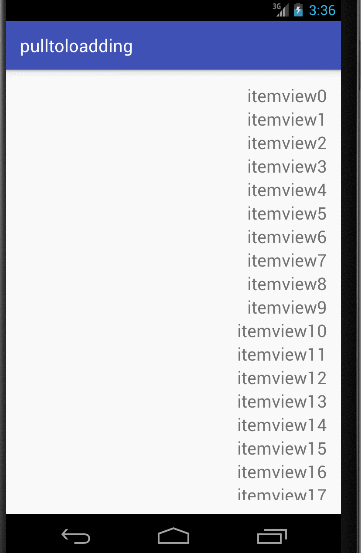 3G 3:36
pulltoloadding
itemview0
itemview1
itemview2
itemview3
itemview4
itemview5
itemview6
itemview7
itemview8
itemview9
itemview10
itemview11
itemview12
itemview13
itemview14
itemview15
itemview16
itemview17